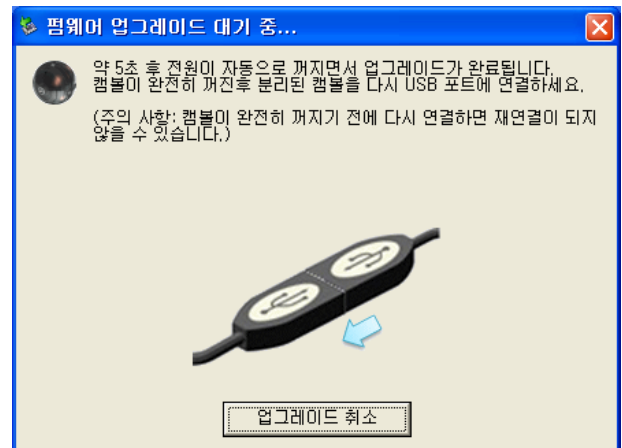 펌웨어 업그레이드 대기 중...
약 5초 후 전원이 자동으로 꺼지면서 업그레이드가 완료됩니다.
캠볼이 완전히 꺼진후 분리된 캠볼을 다시 USB 포트에 연결하세요.
(주의 사항: 캠볼이 완전히 꺼지기 전에 다시 연결하면 재연결이 되지
않을 수 있습니다.)
업그레이드 취소